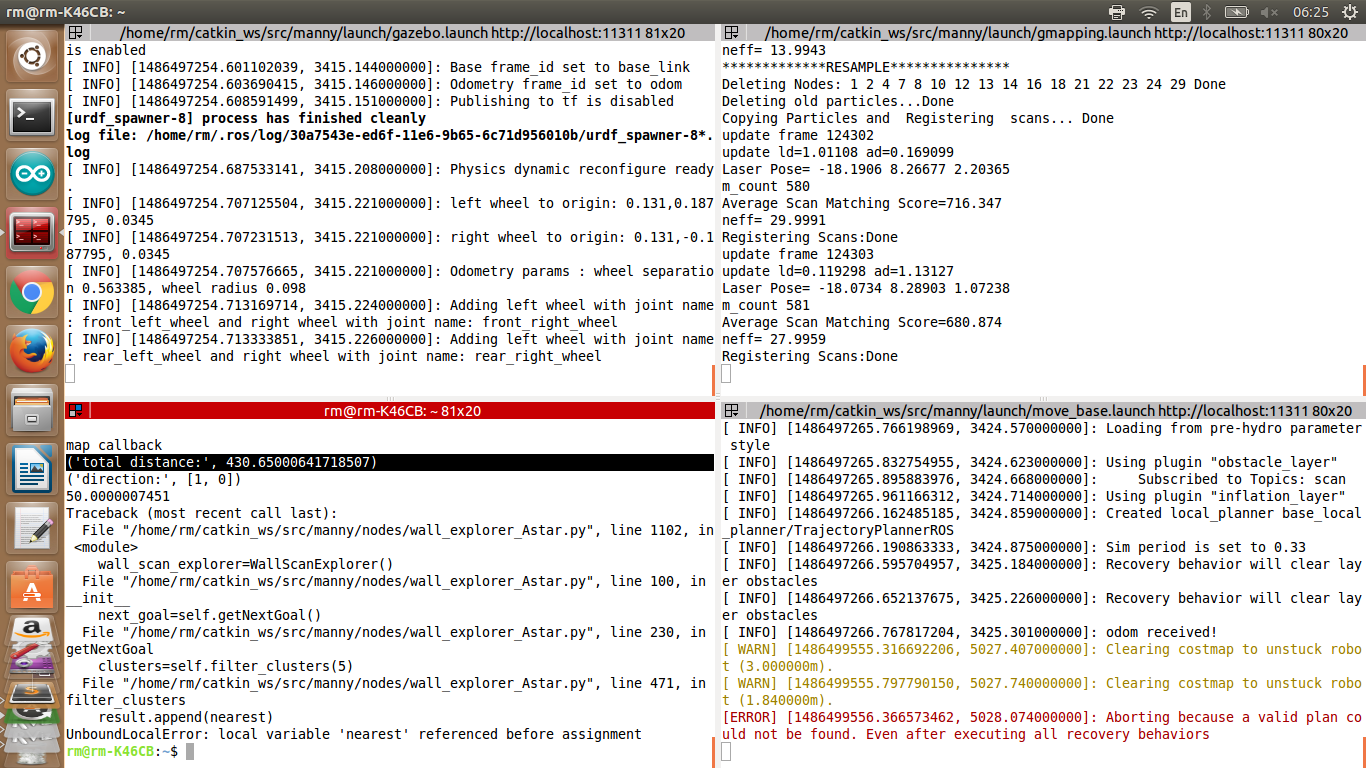 rm@rm-K46CB: ~
En
06:25
/home/rm/catkin_ws/src/manny/launch/gazebo.launch http://localhost:11311 81x20
is enabled
[ INFO] [1486497254.601102039, 3415.144000000]: Base frame_id set to base_link
[ INFO] [1486497254.603690415, 3415.146000000]: Odometry frame_id set to odom
[ INFO] [1486497254.608591499, 3415.151000000]: Publishing to tf is disabled
[urdf_spawner-8] process has finished cleanly
log file: /home/rm/.ros/log/30a7543e-ed6f-11e6-9b65-6c71d956010b/urdf_spawner-8*.
log
[ INFO] [1486497254.687533141, 3415.208000000]: Physics dynamic reconfigure ready
.
[ INFO] [1486497254.707125504, 3415.221000000]: left wheel to origin: 0.131,0.187
795, 0.0345
[ INFO] [1486497254.707231513, 3415.221000000]: right wheel to origin: 0.131,-0.1
87795, 0.0345
[ INFO] [1486497254.707576665, 3415.221000000]: Odometry params : wheel separatio
n 0.563385, wheel radius 0.098
[ INFO] [1486497254.713169714, 3415.224000000]: Adding left wheel with joint name
: front_left_wheel and right wheel with joint name: front_right_wheel
[ INFO] [1486497254.713333851, 3415.226000000]: Adding left wheel with joint name
: rear_left_wheel and right wheel with joint name: rear_right_wheel
/home/rm/catkin_ws/src/manny/launch/gmapping.launch http://localhost:11311 80x20
neff= 13.9943
*************RESAMPLE***************
Deleting Nodes: 1 2 4 7 8 10 12 13 14 16 18 21 22 23 24 29 Done
Deleting old particles...Done
Copying Particles and  Registering  scans... Done
update frame 124302
update ld=1.01108 ad=0.169099
Laser Pose= -18.1906 8.26677 2.20365
m_count 580
Average Scan Matching Score=716.347
neff= 29.9991
Registering Scans:Done
update frame 124303
update ld=0.119298 ad=1.13127
Laser Pose= -18.0734 8.28903 1.07238
m_count 581
Average Scan Matching Score=680.874
neff= 27.9959
Registering Scans:Done
rm@rm-K46CB: ~ 81x20
map callback
('total distance:', 430.65000641718507)
('direction:', [1, 0])
50.0000007451
Traceback (most recent call last):
  File "/home/rm/catkin_ws/src/manny/nodes/wall_explorer_Astar.py", line 1102, in
 <module>
    wall_scan_explorer=WallScanExplorer()
  File "/home/rm/catkin_ws/src/manny/nodes/wall_explorer_Astar.py", line 100, in
__init__
    next_goal=self.getNextGoal()
  File "/home/rm/catkin_ws/src/manny/nodes/wall_explorer_Astar.py", line 230, in
getNextGoal
    clusters=self.filter_clusters(5)
  File "/home/rm/catkin_ws/src/manny/nodes/wall_explorer_Astar.py", line 471, in
filter_clusters
    result.append(nearest)
UnboundLocalError: local variable 'nearest' referenced before assignment
rm@rm-K46CB:~$
/home/rm/catkin_ws/src/manny/launch/move_base.launch http://localhost:11311 80x20
[ INFO] [1486497265.766198969, 3424.570000000]: Loading from pre-hydro parameter
 style
[ INFO] [1486497265.832754955, 3424.623000000]: Using plugin "obstacle_layer"
[ INFO] [1486497265.895883976, 3424.668000000]:     Subscribed to Topics: scan
[ INFO] [1486497265.961166312, 3424.714000000]: Using plugin "inflation_layer"
[ INFO] [1486497266.162485185, 3424.859000000]: Created local_planner base_local
_planner/TrajectoryPlannerROS
[ INFO] [1486497266.190863333, 3424.875000000]: Sim period is set to 0.33
[ INFO] [1486497266.595704957, 3425.184000000]: Recovery behavior will clear lay
er obstacles
[ INFO] [1486497266.652137675, 3425.226000000]: Recovery behavior will clear lay
er obstacles
[ INFO] [1486497266.767817204, 3425.301000000]: odom received!
[ WARN] [1486499555.316692206, 5027.407000000]: Clearing costmap to unstuck robo
t (3.000000m).
[ WARN] [1486499555.797790150, 5027.740000000]: Clearing costmap to unstuck robo
t (1.840000m).
[ERROR] [1486499556.366573462, 5028.074000000]: Aborting because a valid plan co
uld not be found. Even after executing all recovery behaviors